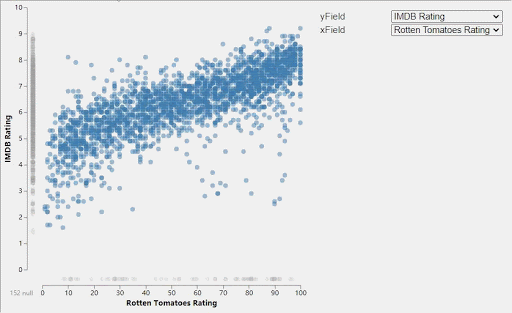 yField
IMDB Rating
xField
Rotten Tomatoes Rating
10
9
8
7
6
5
4
3
2
1
0
IMDB Rating
152 null
0 10 20 30 40 50 60 70 80 90 100
Rotten Tomatoes Rating